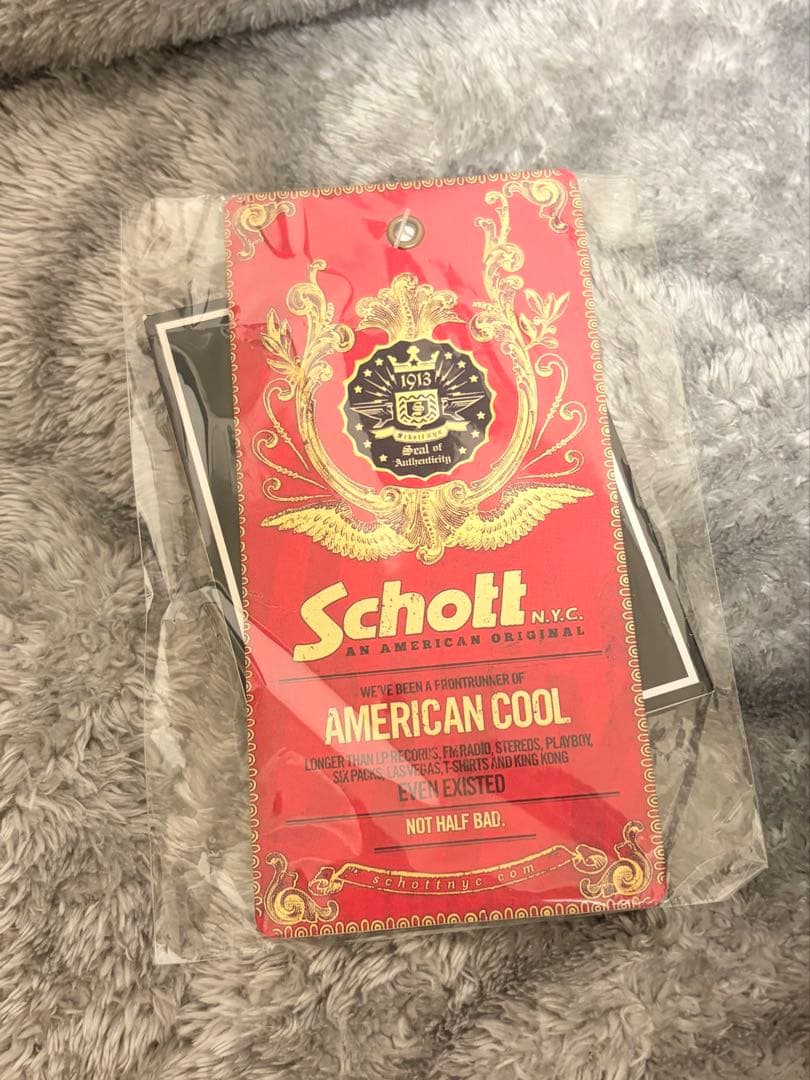 1913
S
Schott NYC
Seal of
Authenticity
Schott N.Y.C.
AN AMERICAN ORIGINAL
WE'VE BEEN A FRONTRUNNER OF
AMERICAN COOL
LONGER THAN LP RECORDS, FM RADIO, STEREOS, PLAYBOY,
SIX PACKS, LAS VEGAS, T-SHIRTS AND KING KONG
EVEN EXISTED
NOT HALF BAD.
schottnyc.com